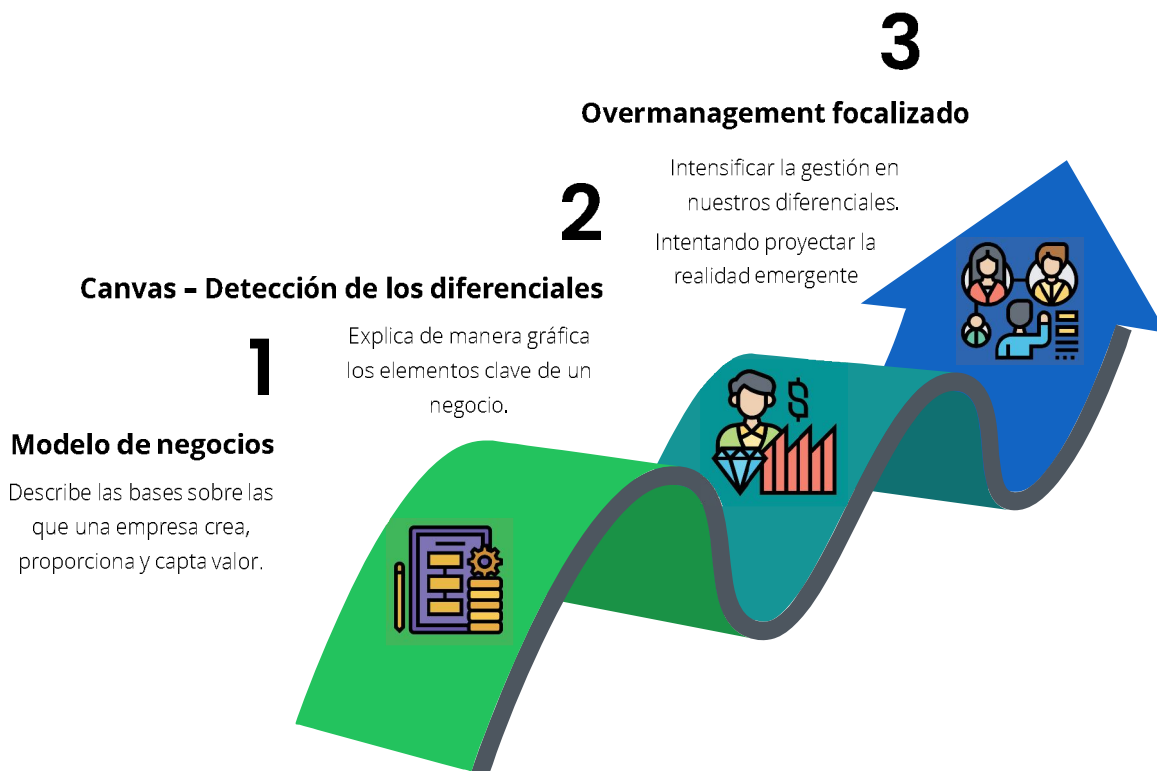 3
Overmanagement focalizado
Intensificar la gestión en
nuestros diferenciales.
Intentando proyectar la
realidad emergente
2
Canvas – Detección de los diferenciales
Explica de manera gráfica
los elementos clave de un
negocio.
1
Modelo de negocios
Describe las bases sobre las
que una empresa crea,
proporciona y capta valor.
$